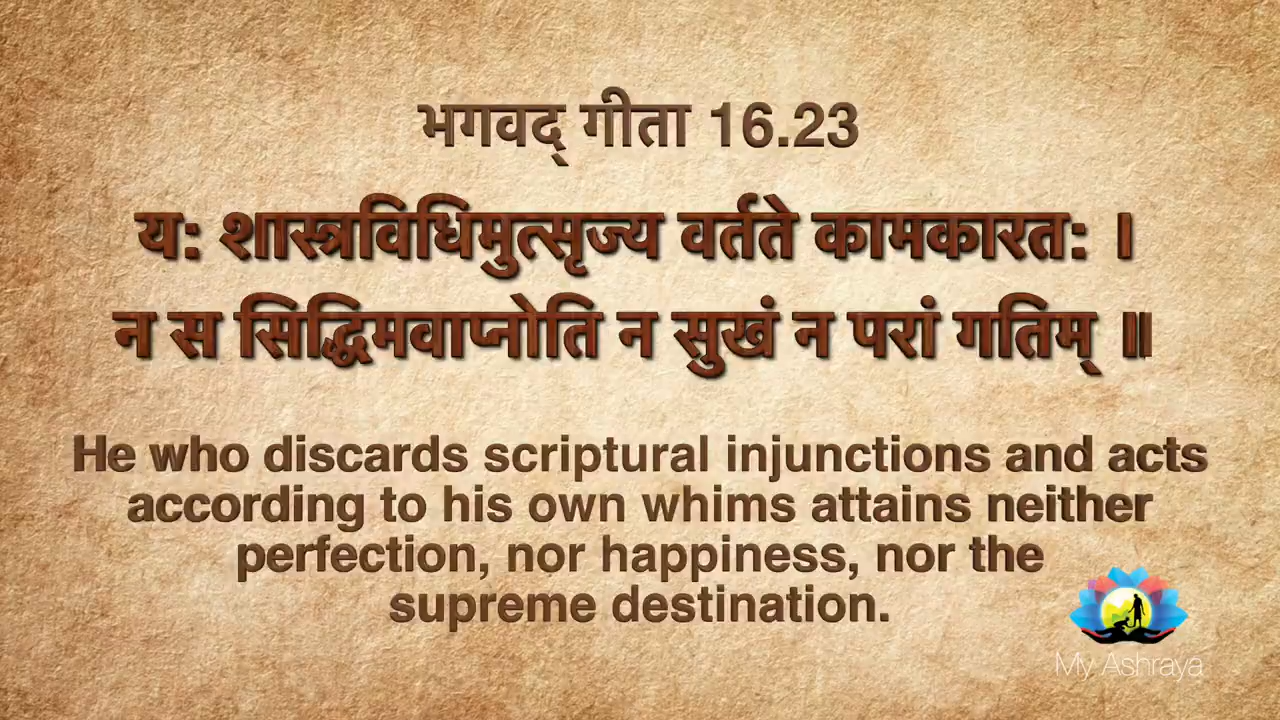 भगवद् गीता 16.23
य: शास्त्रविधिमुत्सृज्य वर्तते कामकारत: ।
न स सिद्धिमवाप्नोति न सुखं न परां गतिम् ॥
He who discards scriptural injunctions and acts
according to his own whims attains neither
perfection, nor happiness, nor the
supreme destination.
My Ashraya